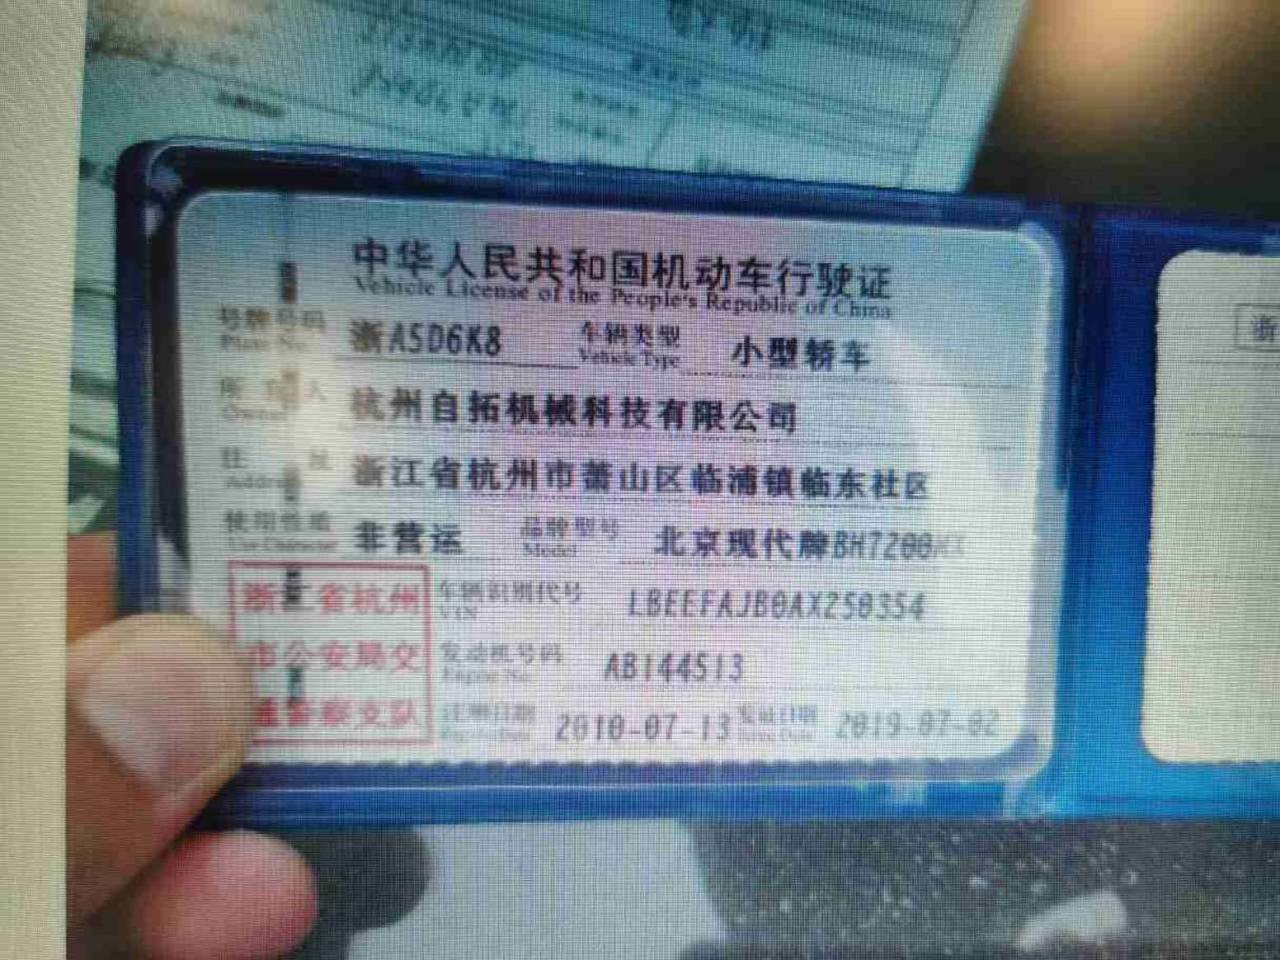 中华人民共和国机动车行驶证
Vehicle License of the People's Republic of China
号牌号码 浙A5D6K8 车辆类型 小型轿车
Plate No. Vehicle Type
所有人 杭州自拓机械科技有限公司
Owner
住址 浙江省杭州市萧山区临浦镇临东社区
Address
使用性质 非营运 品牌型号 北京现代牌BH7200MX
Use Character Model
浙江省杭州 车辆识别代号 LBEEFAJB0AX250354
VIN
市公安局交 发动机号码 AB144513
Engine No.
通警察支队 注册日期 2010-07-13 发证日期 2019-07-02
Issue Date
浙